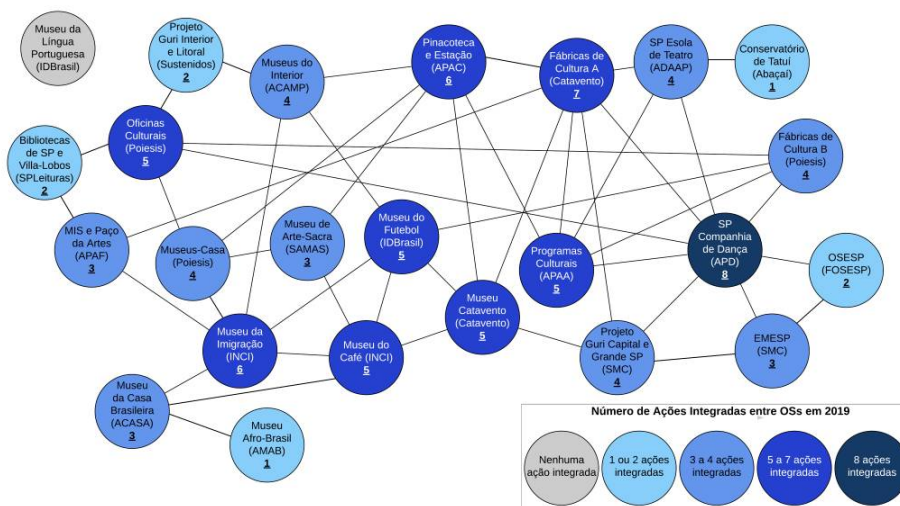 Museu da
Língua
Portuguesa
(IDBrasil)
Projeto
Guri Interior
e Litoral
(Sustenidos)
2
Museus do
Interior
(ACAMP)
4
Pinacoteca
e Estação
(APAC)
6
Fábricas de
Cultura A
(Catavento)
7
SP Escola
de Teatro
(ADAAP)
4
Conservatório
de Tatuí
(Abaçaí)
1
Oficinas
Culturais
(Poiesis)
5
Bibliotecas
de SP e
Villa-Lobos
(SPLeituras)
2
Fábricas de
Cultura B
(Poiesis)
4
MIS e Paço
da Artes
(APAF)
3
Museus-Casa
(Poiesis)
4
Museu de
Arte-Sacra
(SAMAS)
3
Museu do
Futebol
(IDBrasil)
5
Programas
Culturais
(APAA)
5
SP
Companhia
de Dança
(APD)
8
OSESP
(FOSESP)
2
Museu da
Imigração
(INCI)
6
Museu do
Café (INCI)
5
Museu
Catavento
(Catavento)
5
Projeto
Guri Capital e
Grande SP
(SMC)
4
EMESP
(SMC)
3
Museu
da Casa
Brasileira
(ACASA)
3
Museu
Afro-Brasil
(AMAB)
1
Número de Ações Integradas entre OSs em 2019
Nenhuma
ação integrada
1 ou 2 ações
integradas
3 a 4 ações
integradas
5 a 7 ações
integradas
8 ações
integradas